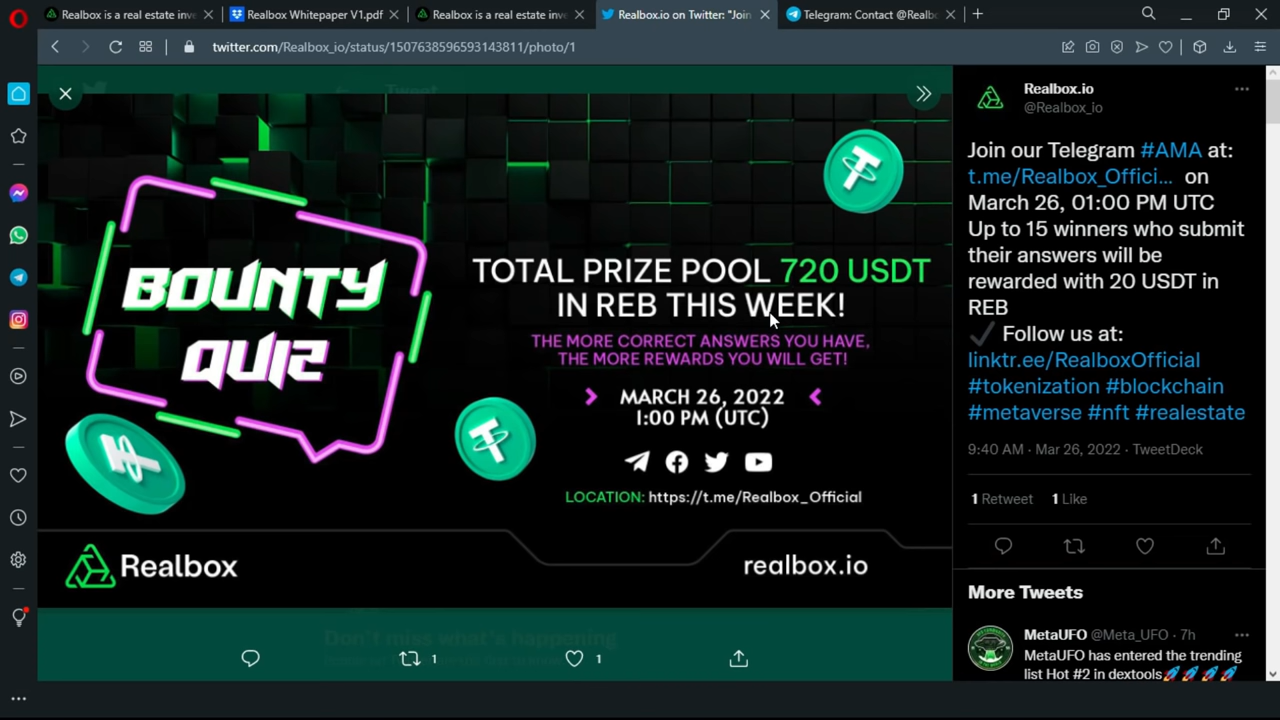 Realbox is a real estate inve
Realbox Whitepaper V1.pdf
Realbox is a real estate inve
Realbox.io on Twitter: "Join
Telegram: Contact @Realbo
twitter.com/Realbox_io/status/1507638596593143811/photo/1
Tweet
BOUNTY
QUIZ
TOTAL PRIZE POOL 720 USDT
IN REB THIS WEEK!
THE MORE CORRECT ANSWERS YOU HAVE,
THE MORE REWARDS YOU WILL GET!
MARCH 26, 2022
1:00 PM (UTC)
LOCATION: https://t.me/Realbox_Official
Realbox
realbox.io
Don't miss what's happening
1
1
Realbox.io
@Realbox_io
Join our Telegram #AMA at:
t.me/Realbox_Offici... on
March 26, 01:00 PM UTC
Up to 15 winners who submit
their answers will be
rewarded with 20 USDT in
REB
Follow us at:
linktr.ee/RealboxOfficial
#tokenization #blockchain
#metaverse #nft #realestate
9:40 AM · Mar 26, 2022 · TweetDeck
1 Retweet 1 Like
More Tweets
MetaUFO @Meta_UFO · 7h
MetaUFO has entered the trending
list Hot #2 in dextools🚀🚀🚀🚀